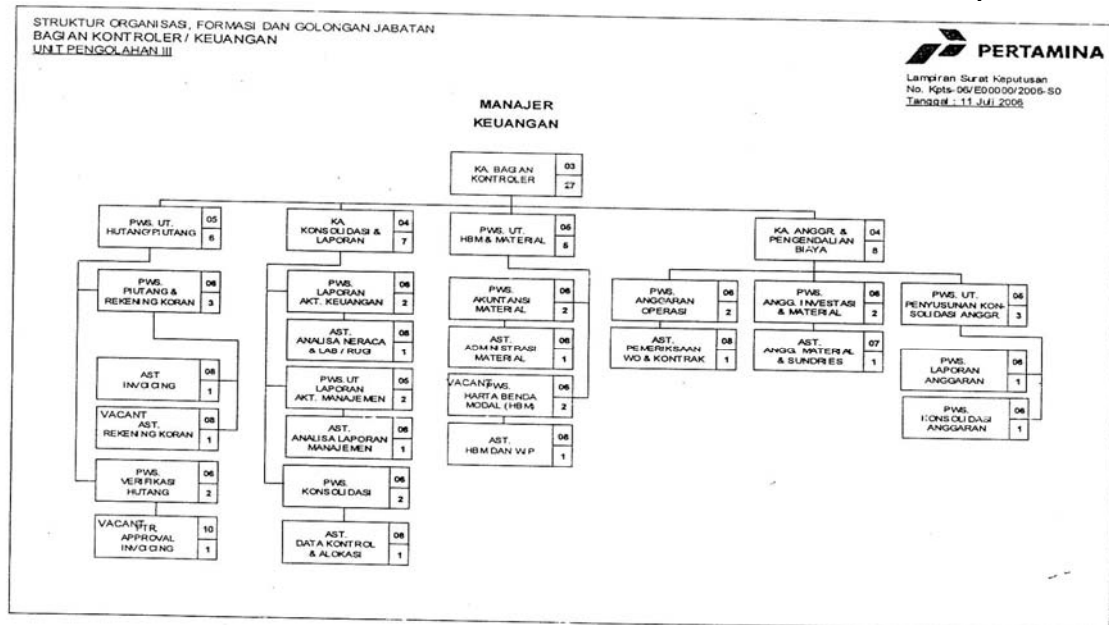 STRUKTUR ORGANISASI, FORMASI DAN GOLONGAN JABATAN
BAGIAN KONTROLER / KEUANGAN
UNIT PENGOLAHAN III
PERTAMINA
Lampiran Surat Keputusan
No. Kpts-06/E00000/2006-S0
Tanggal : 11 Juli 2006
MANAJER
KEUANGAN
KA. BAGIAN
KONTROLER
03
27
PWS. UT.
HUTANG/PIUTANG
05
6
KA.
KONSOLIDASI &
LAPORAN
04
7
PWS. UT.
HBM & MATERIAL
05
5
KA. ANGGR. &
PENGENDALIAN
BIAYA
04
8
PWS.
PIUTANG &
REKENING KORAN
06
3
AST
INVOICING
08
1
VACANT
AST.
REKENING KORAN
08
1
PWS.
VERIFIKASI
HUTANG
06
2
VACANT
PTR.
APPROVAL
INVOICING
10
1
PWS.
LAPORAN
AKT. KEUANGAN
06
2
AST.
ANALISA NERACA
& LAB / RUGI
08
1
PWS. UT
LAPORAN
AKT. MANAJEMEN
05
2
AST.
ANALISA LAPORAN
MANAJEMEN
1
PWS.
KONSOLIDASI
06
2
AST.
DATA KONTROL
& ALOKASI
1
PWS.
AKUNTANSI
MATERIAL
06
2
AST.
ADMINISTRASI
MATERIAL
1
VACANT
PWS.
HARTA BENDA
MODAL (HBM)
06
2
AST.
HBM DAN WIP
1
PWS.
ANGGARAN
OPERASI
06
2
AST.
PEMERIKSAAN
WO & KONTRAK
08
1
PWS.
ANGG. INVESTASI
& MATERIAL
06
2
AST.
ANGG. MATERIAL
& SUNDRIES
07
1
PWS. UT.
PENYUSUNAN KON-
SOLIDASI ANGGR.
05
3
PWS.
LAPORAN
ANGGARAN
06
1
PWS.
KONSOLIDASI
ANGGARAN
06
1